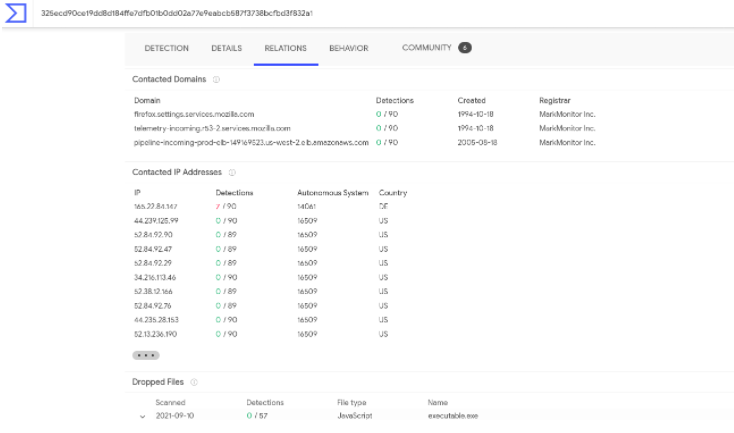 325ecd90ce19dd8d184ffe7dfb01b0dd02a77e9eabcb587f3738bcfbd3f832a1
DETECTION DETAILS RELATIONS BEHAVIOR COMMUNITY 6
Contacted Domains
Domain Detections Created Registrar
firefox.settings.services.mozilla.com 0 / 90 1994-10-18 MarkMonitor Inc.
telemetry-incoming.r53-2.services.mozilla.com 0 / 90 1994-10-18 MarkMonitor Inc.
pipeline-incoming-prod-elb-149169523.us-west-2.elb.amazonaws.com 0 / 90 2005-08-18 MarkMonitor Inc.
Contacted IP Addresses
IP Detections Autonomous System Country
165.22.84.147 7 / 90 14061 DE
44.239.125.99 0 / 90 16509 US
52.84.92.90 0 / 89 16509 US
52.84.92.47 0 / 89 16509 US
52.84.92.29 0 / 89 16509 US
34.216.113.46 0 / 90 16509 US
52.38.12.166 0 / 89 16509 US
52.84.92.76 0 / 89 16509 US
44.235.28.153 0 / 90 16509 US
52.13.236.190 0 / 90 16509 US
Dropped Files
Scanned Detections File type Name
2021-09-10 0 / 57 JavaScript executable.exe